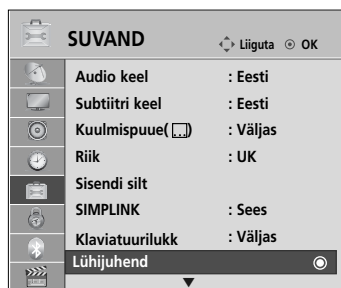 SUVAND Liiguta OK
Audio keel : Eesti
Subtiitri keel : Eesti
Kuulmispuue( ) : Väljas
Riik : UK
Sisendi silt
SIMPLINK : Sees
Klaviatuurilukk : Väljas
Lühijuhend